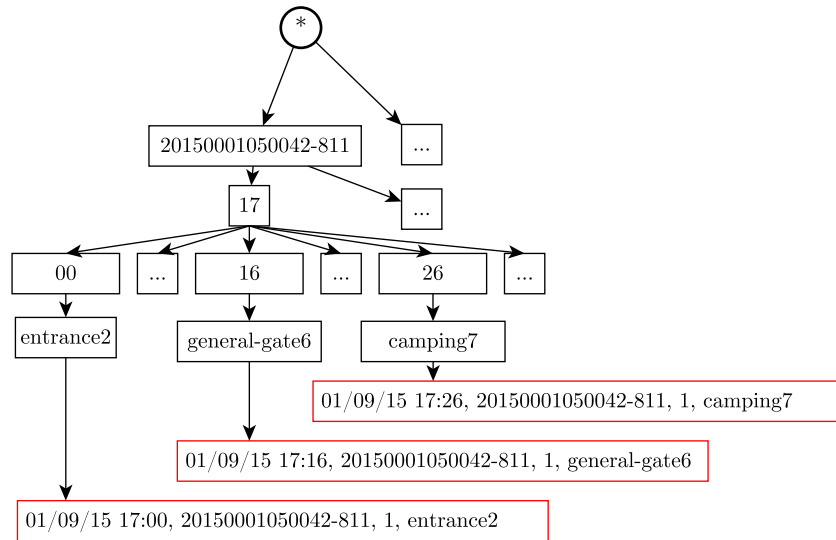 *
20150001050042-811
...
17
...
00
...
16
...
26
...
entrance2
general-gate6
camping7
01/09/15 17:26, 20150001050042-811, 1, camping7
01/09/15 17:16, 20150001050042-811, 1, general-gate6
01/09/15 17:00, 20150001050042-811, 1, entrance2